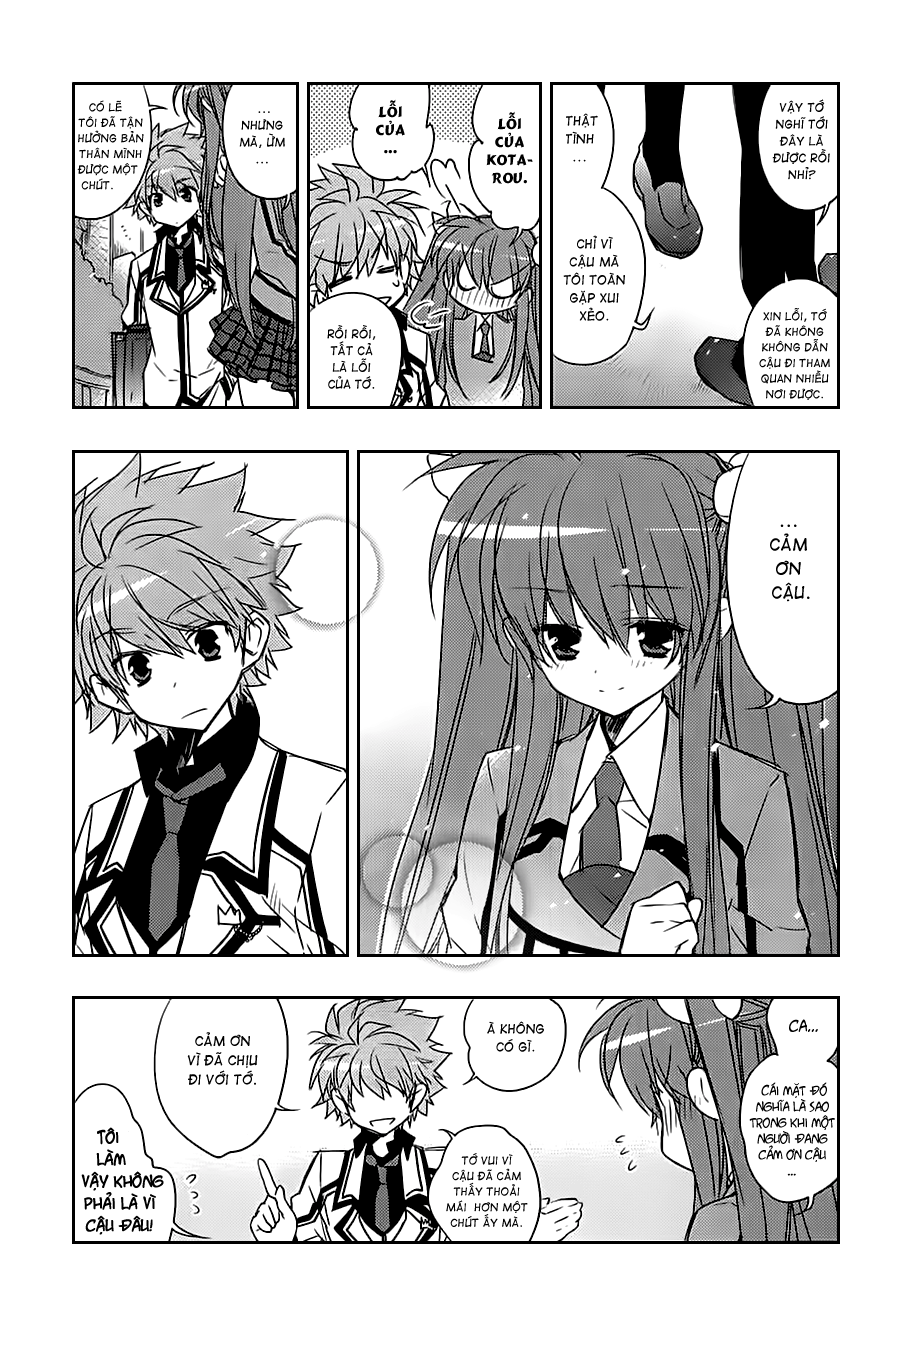 VẬY TỚ
NGHĨ TỚI
ĐÂY LÀ
ĐƯỢC RỒI
NHỈ?
XIN LỖI, TỚ
ĐÃ KHÔNG
KHÔNG DẪN
CẬU ĐI THAM
QUAN NHIỀU
NƠI ĐƯỢC.
THẬT
TÌNH
...
CHỈ VÌ
CẬU MÀ
TÔI TOÀN
GẶP XUI
XẺO.
LỖI
CỦA
KOTA-
ROU.
LỖI
CỦA
...
RỒI RỒI,
TẤT CẢ
LÀ LỖI
CỦA TỚ.
...
NHƯNG
MÀ, ỪM
...
CÓ LẼ
TÔI ĐÃ TẬN
HƯỞNG BẢN
THÂN MÌNH
ĐƯỢC MỘT
CHÚT.
...
CẢM
ƠN
CẬU.
CA...
CÁI MẶT ĐÓ
NGHĨA LÀ SAO
TRONG KHI MỘT
NGƯỜI ĐANG
CẢM ƠN CẬU
...
À KHÔNG
CÓ GÌ.
TỚ VUI VÌ
CẬU ĐÃ CẢM
THẤY THOẢI
MÁI HƠN MỘT
CHÚT ẤY MÀ.
CẢM ƠN
VÌ ĐÃ CHỊU
ĐI VỚI TỚ.
TÔI
LÀM
VẬY KHÔNG
PHẢI LÀ VÌ
CẬU ĐÂU!